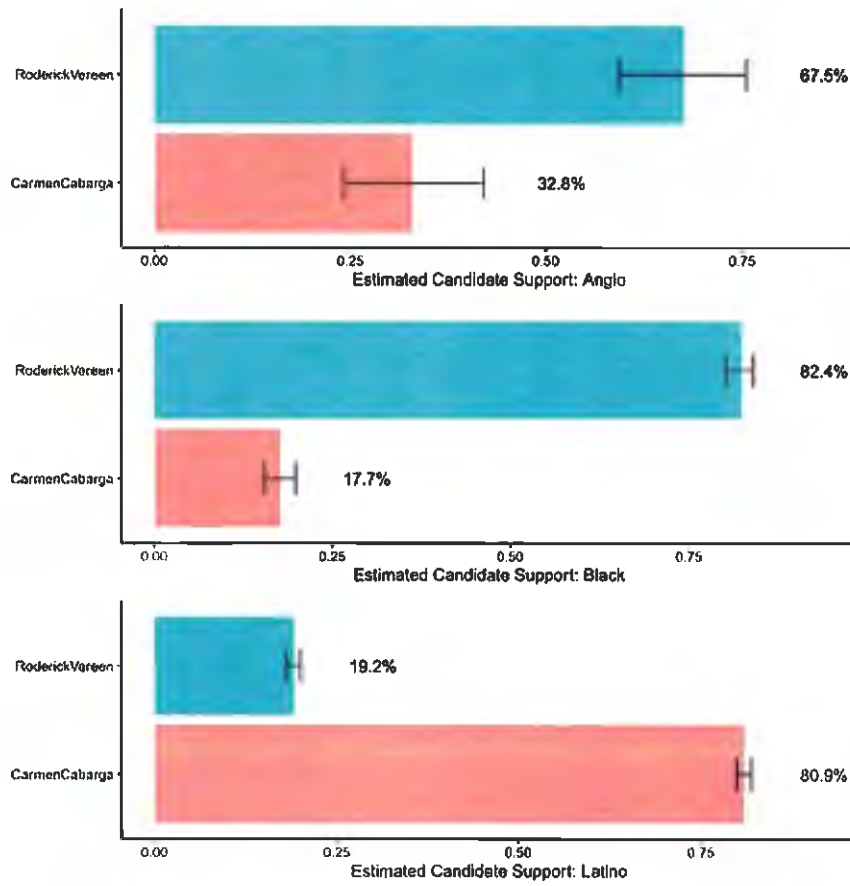 RoderickVereen
67.5%
CarmenCabarga
32.8%
0.00 0.25 0.50 0.75
Estimated Candidate Support: Anglo
RoderickVereen
82.4%
CarmenCabarga
17.7%
0.00 0.25 0.50 0.75
Estimated Candidate Support: Black
RoderickVereen
19.2%
CarmenCabarga
80.9%
0.00 0.25 0.50 0.75
Estimated Candidate Support: Latino